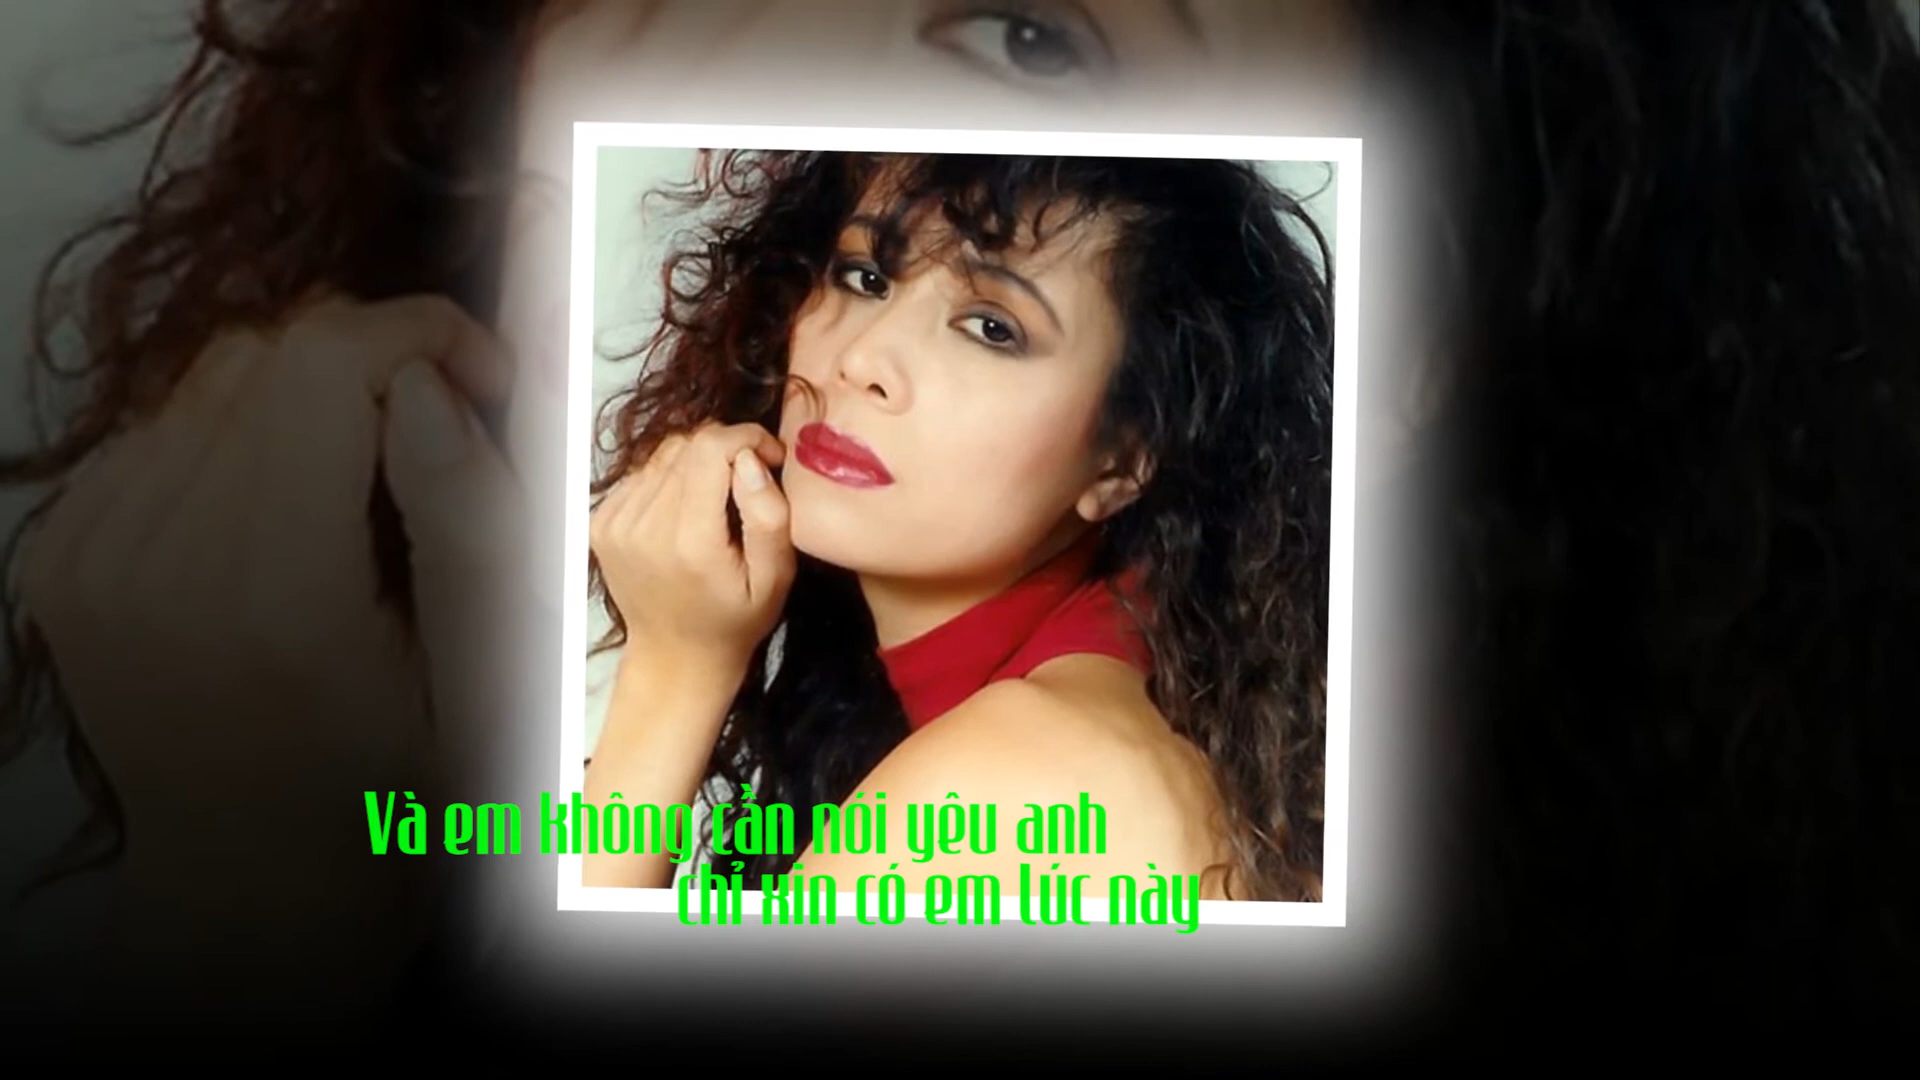 Và em không cần nói yêu anh
chỉ xin có em lúc này